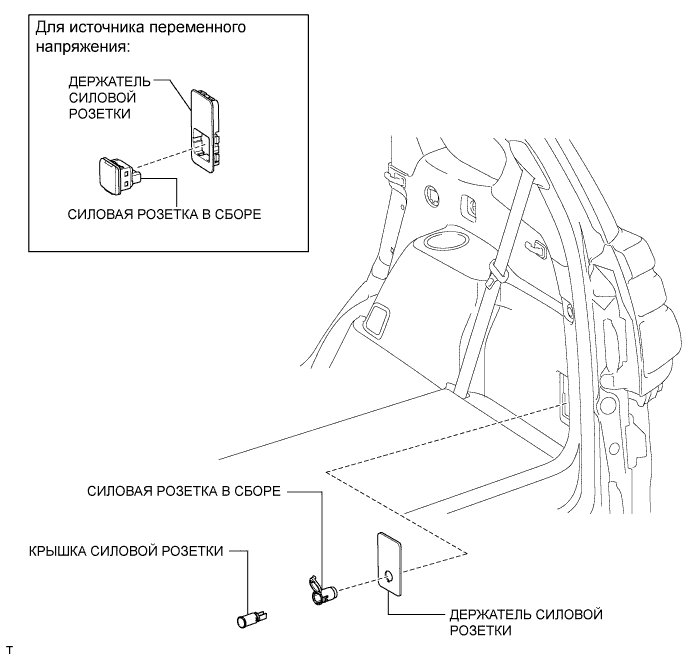 Для источника переменного
напряжения:
ДЕРЖАТЕЛЬ
СИЛОВОЙ
РОЗЕТКИ
СИЛОВАЯ РОЗЕТКА В СБОРЕ
СИЛОВАЯ РОЗЕТКА В СБОРЕ
КРЫШКА СИЛОВОЙ РОЗЕТКИ
ДЕРЖАТЕЛЬ СИЛОВОЙ
РОЗЕТКИ
T